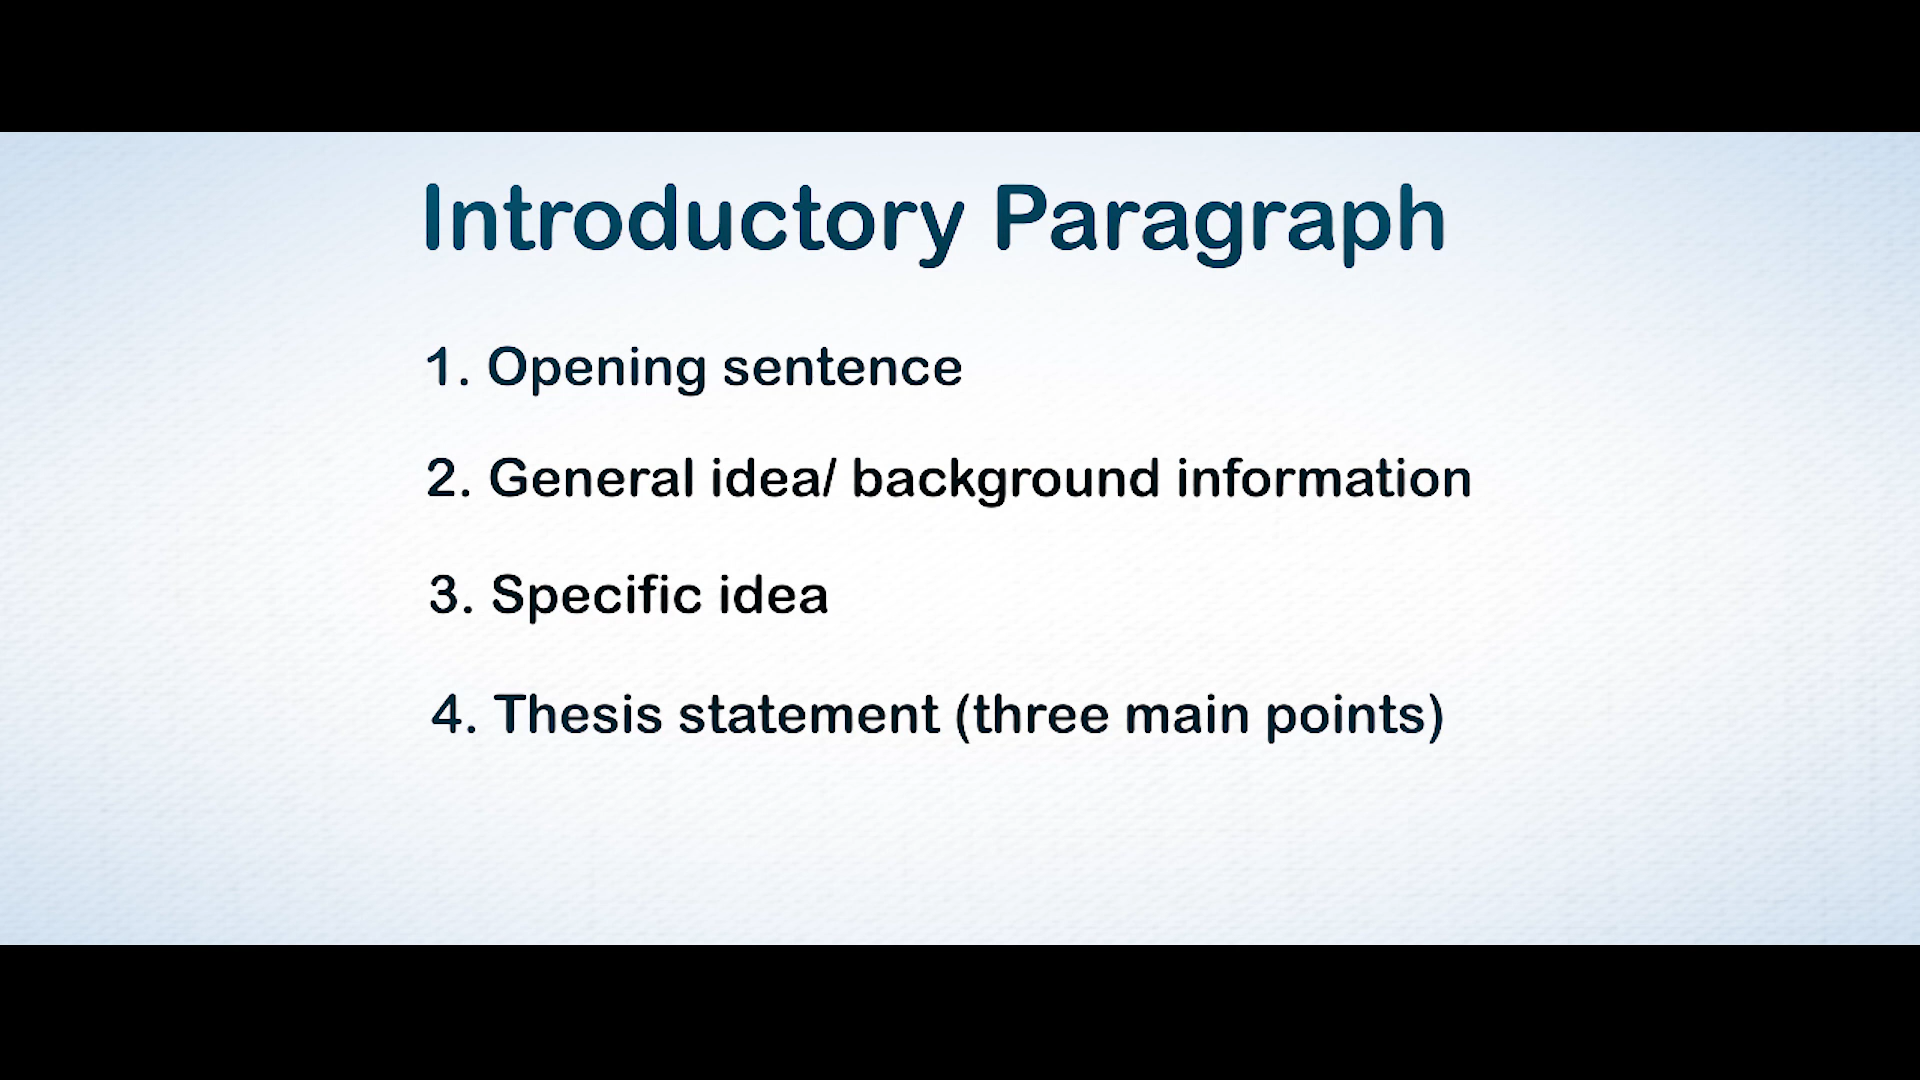 Introductory Paragraph
1. Opening sentence
2. General idea/ background information
3. Specific idea
4. Thesis statement (three main points)